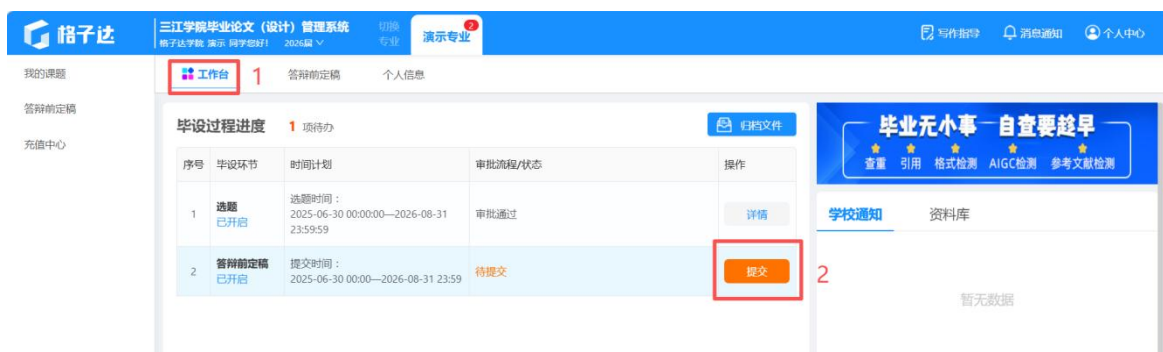 格子达
三江学院毕业论文（设计）管理系统
格子达学院 演示 同学您好! 2026届
切换
专业
演示专业
2
写作指导
消息通知
个人中心
我的课题
答辩前定稿
充值中心
工作台
1
答辩前定稿
个人信息
毕设过程进度 1 项待办
归档文件
序号 毕设环节 时间计划 审批流程/状态 操作
1
选题
已开启
选题时间：
2025-06-30 00:00:00—2026-08-31
23:59:59
审批通过
详情
2
答辩前定稿
已开启
提交时间：
2025-06-30 00:00—2026-08-31 23:59
待提交
提交
2
毕业无小事 自查要趁早
查重 引用 格式检测 AIGC检测 参考文献检测
学校通知 资料库
暂无数据